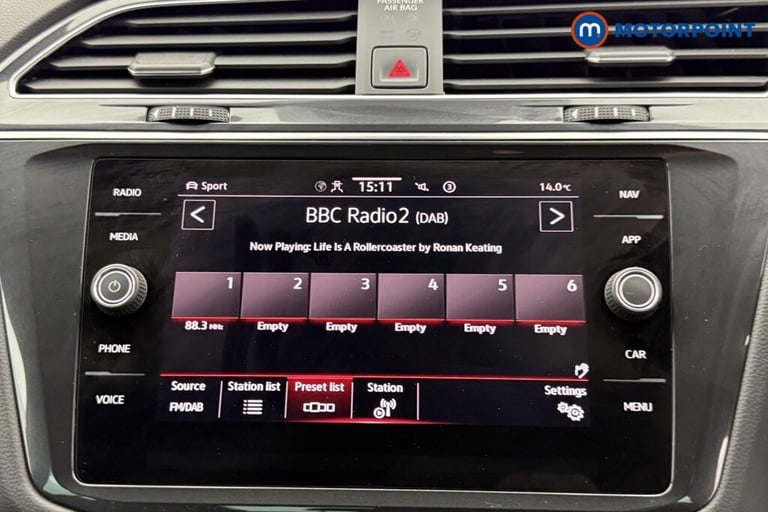 PASSENGER
AIR BAG
m MOTORPOINT
RADIO
MEDIA
PHONE
VOICE
NAV
APP
CAR
MENU
Sport
15:11
3
14.0°C
< BBC Radio2 (DAB) >
Now Playing: Life Is A Rollercoaster by Ronan Keating
1 2 3 4 5 6
88.3 MHz Empty Empty Empty Empty Empty
Source Station list Preset list Station Settings
FM/DAB